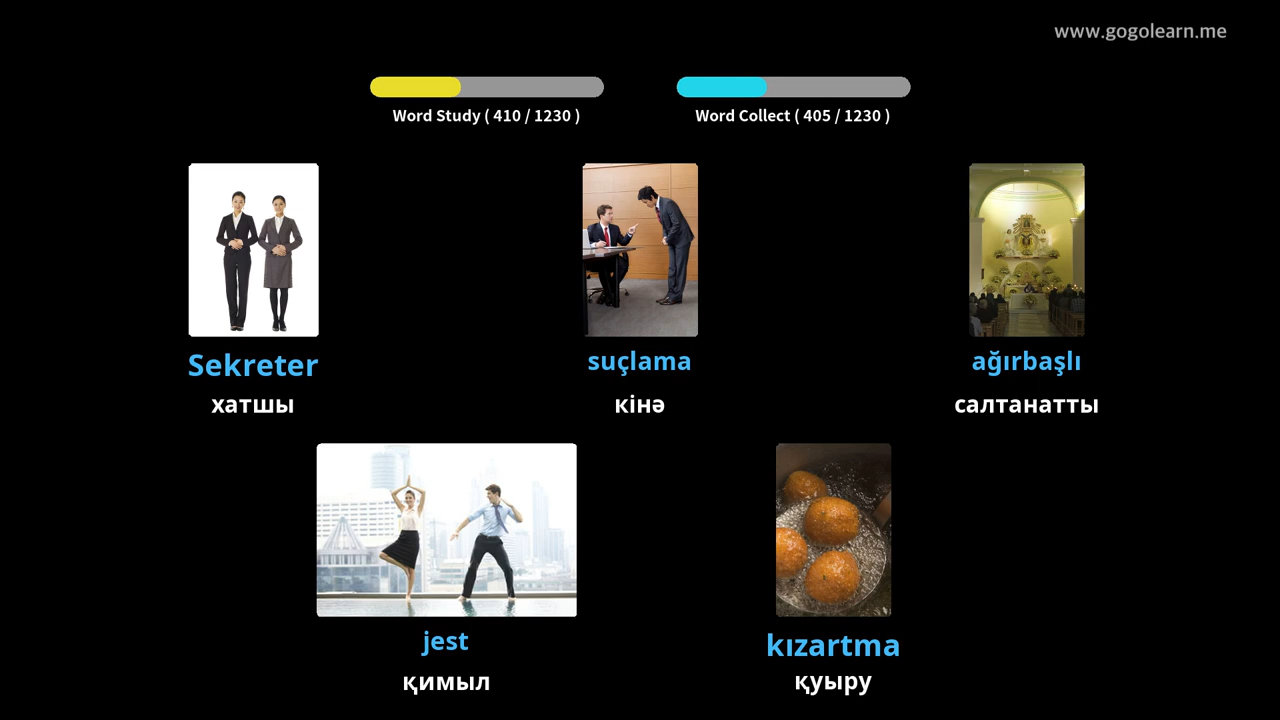 www.gogolearn.me
Word Study ( 410 / 1230 )
Word Collect ( 405 / 1230 )
Sekreter
хатшы
suçlama
кінә
ağırbaşlı
салтанатты
jest
қимыл
kızartma
қуыру